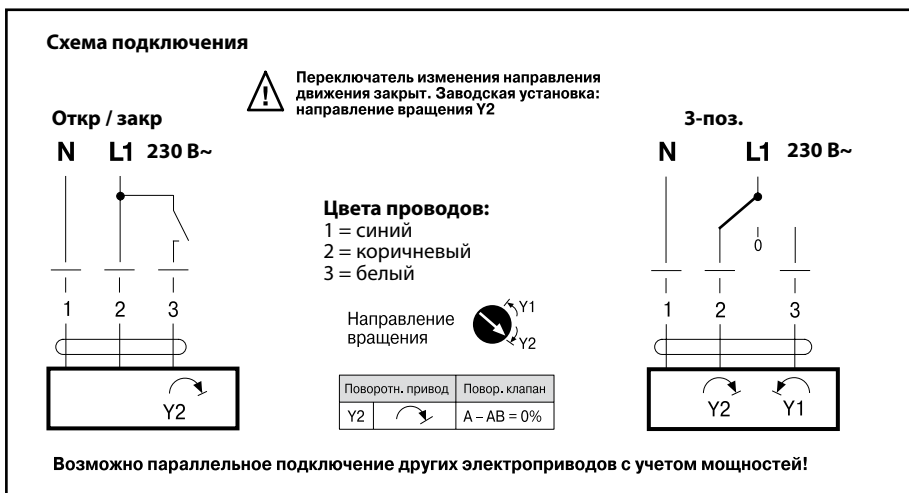 Схема подключения
Переключатель изменения направления
движения закрыт. Заводская установка:
направление вращения Y2
Откр / закр
N L1 230 В~
1 2 3
Y2
Цвета проводов:
1 = синий
2 = коричневый
3 = белый
Направление
вращения
Y1
Y2
Поворотн. привод Повор. клапан
Y2 A – AB = 0%
3-поз.
N L1 230 В~
0
1 2 3
Y2 Y1
Возможно параллельное подключение других электроприводов с учетом мощностей!